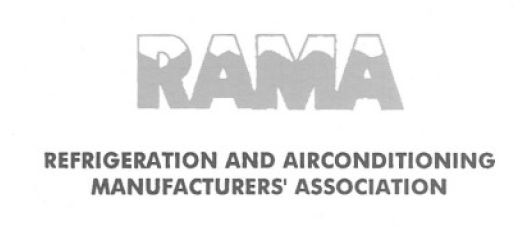 RAMA
REFRIGERATION AND AIRCONDITIONING
MANUFACTURERS' ASSOCIATION